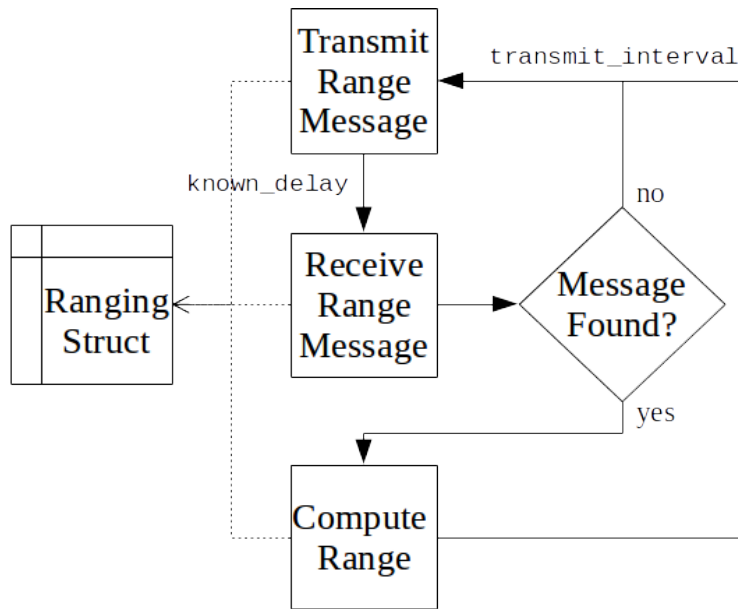 Transmit
Range
Message
transmit_interval
known_delay
no
Ranging
Struct
Receive
Range
Message
Message
Found?
yes
Compute
Range